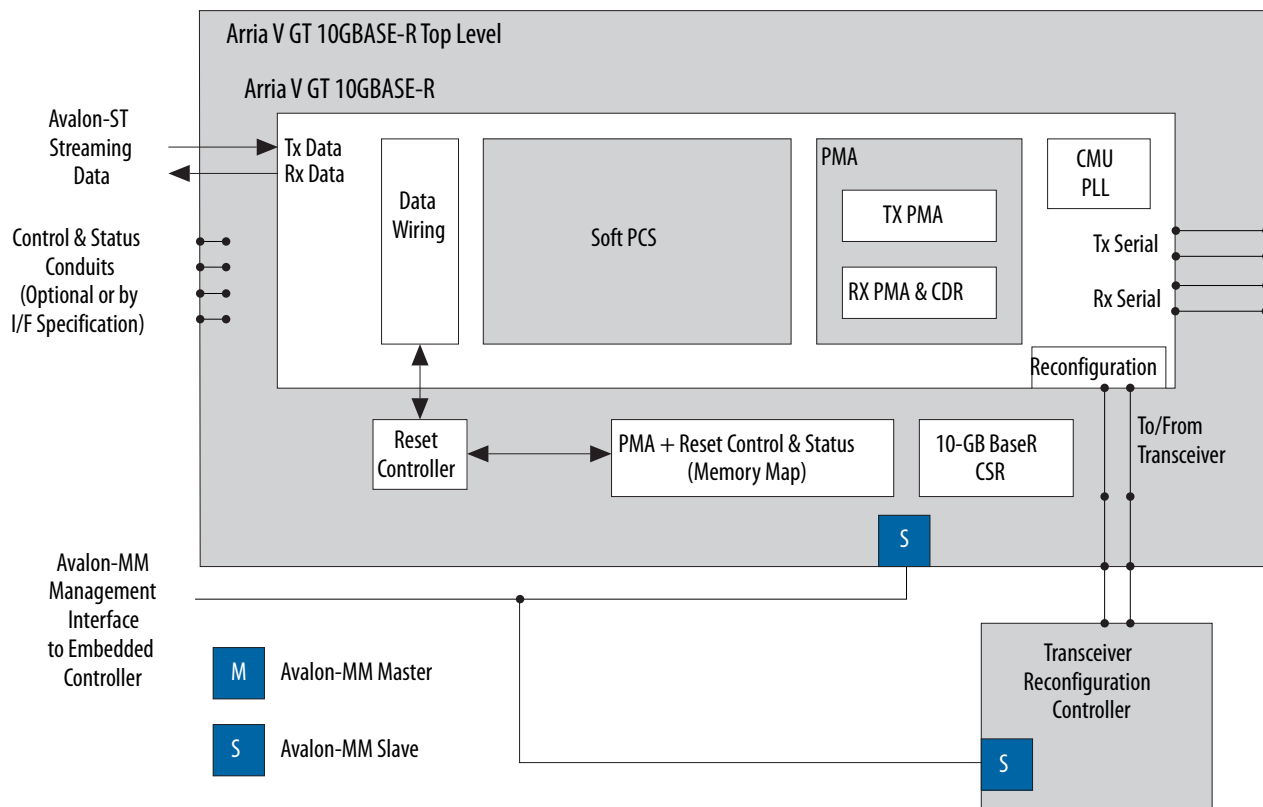 Arria V GT 10GBASE-R Top Level
Arria V GT 10GBASE-R
Avalon-ST
Streaming
Data
Tx Data
Rx Data
Data
Wiring
Soft PCS
PMA
TX PMA
RX PMA & CDR
CMU
PLL
Tx Serial
Rx Serial
Control & Status
Conduits
(Optional or by
I/F Specification)
Reconfiguration
To/From
Transceiver
Reset
Controller
PMA + Reset Control & Status
(Memory Map)
10-GB BaseR
CSR
S
Avalon-MM
Management
Interface
to Embedded
Controller
M
Avalon-MM Master
S
Avalon-MM Slave
Transceiver
Reconfiguration
Controller
S